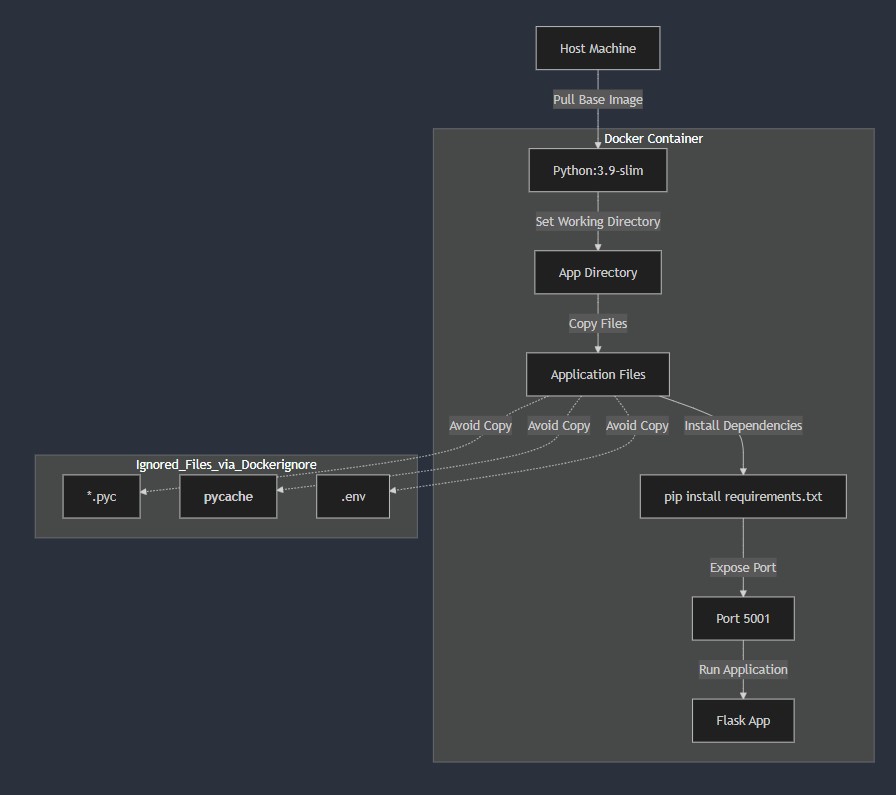 Host Machine
Pull Base Image
Docker Container
Python:3.9-slim
Set Working Directory
App Directory
Copy Files
Application Files
Avoid Copy
Avoid Copy
Avoid Copy
Install Dependencies
Ignored_Files_via_Dockerignore
*.pyc
pycache
.env
pip install requirements.txt
Expose Port
Port 5001
Run Application
Flask App